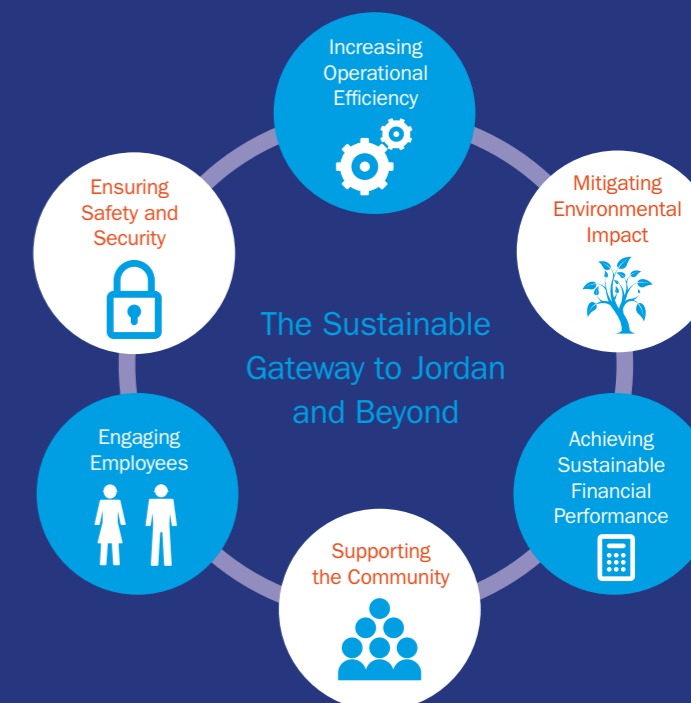 Increasing
Operational
Efficiency
Mitigating
Environmental
Impact
Achieving
Sustainable
Financial
Performance
Supporting
the Community
Engaging
Employees
Ensuring
Safety and
Security
The Sustainable
Gateway to Jordan
and Beyond